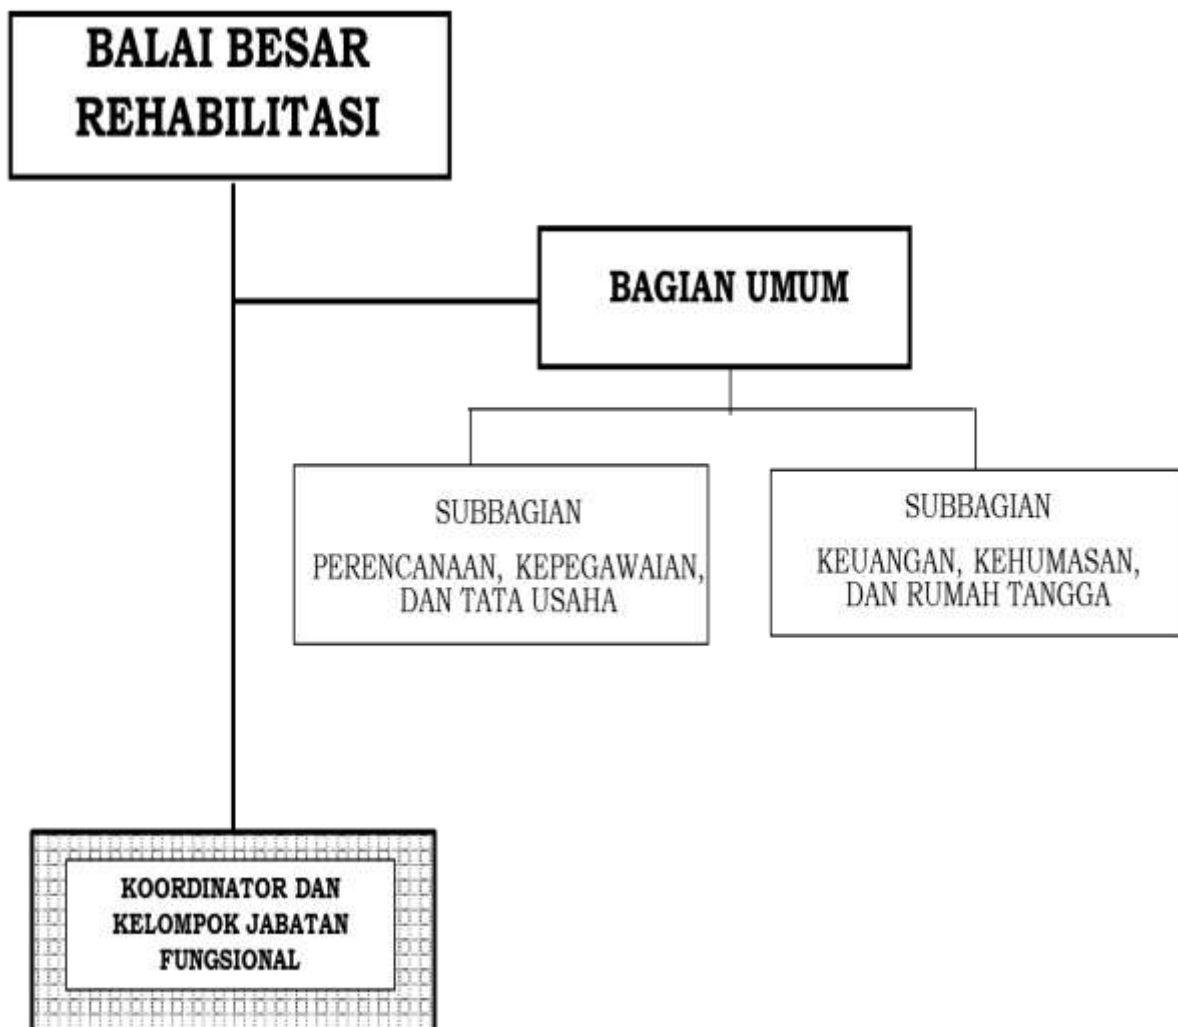 BALAI BESAR
REHABILITASI
BAGIAN UMUM
SUBBAGIAN
PERENCANAAN, KEPEGAWAIAN,
DAN TATA USAHA
SUBBAGIAN
KEUANGAN, KEHUMASAN,
DAN RUMAH TANGGA
KOORDINATOR DAN
KELOMPOK JABATAN
FUNGSIONAL